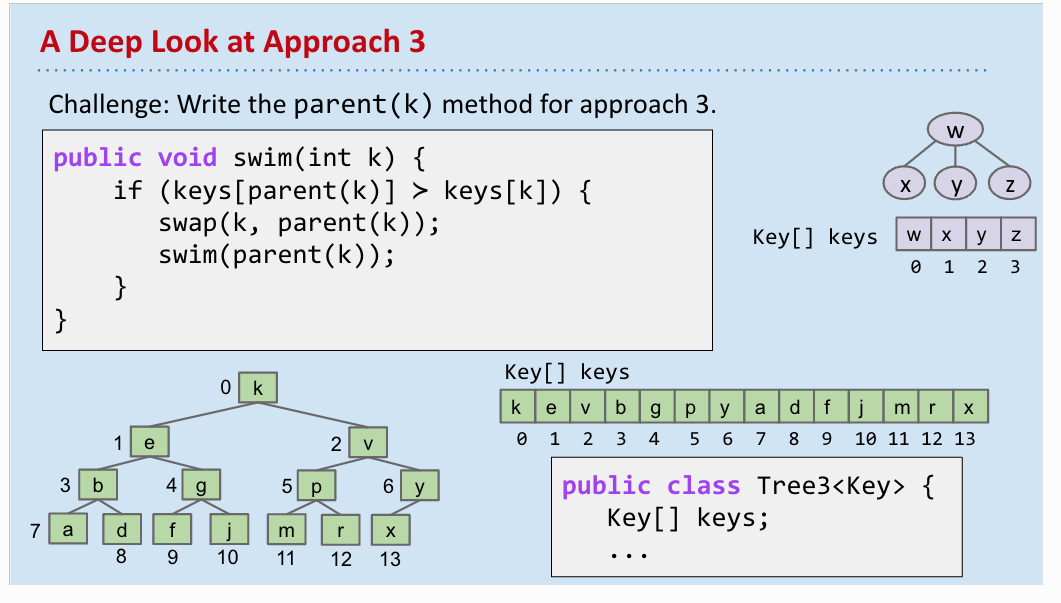 A Deep Look at Approach 3
Challenge: Write the parent(k) method for approach 3.
public void swim(int k) {
    if (keys[parent(k)] ≻ keys[k]) {
       swap(k, parent(k));
       swim(parent(k));
    }
}
w
x y z
Key[] keys w x y z
0 1 2 3
0 k
1 e 2 v
3 b 4 g 5 p 6 y
7 a d f j m r x
8 9 10 11 12 13
Key[] keys
k e v b g p y a d f j m r x
0 1 2 3 4 5 6 7 8 9 10 11 12 13
public class Tree3<Key> {
   Key[] keys;
   ...